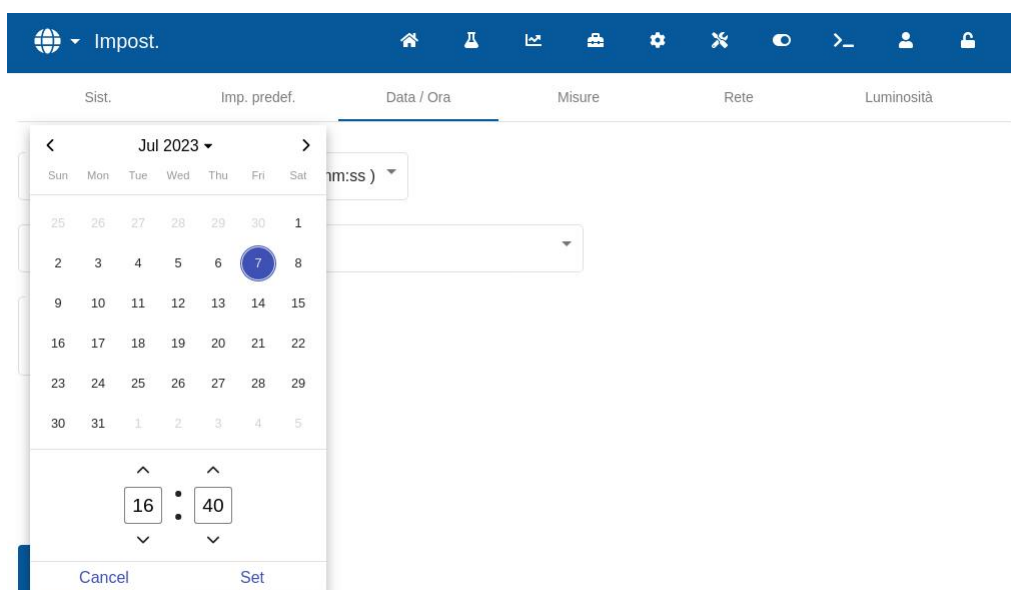 Impost.
Sist. Imp. predef. Data / Ora Misure Rete Luminosità
Jul 2023
Sun Mon Tue Wed Thu Fri Sat
:ss )
25 26 27 28 29 30 1
2 3 4 5 6 7 8
9 10 11 12 13 14 15
16 17 18 19 20 21 22
23 24 25 26 27 28 29
30 31 1 2 3 4 5
16 : 40
Cancel Set